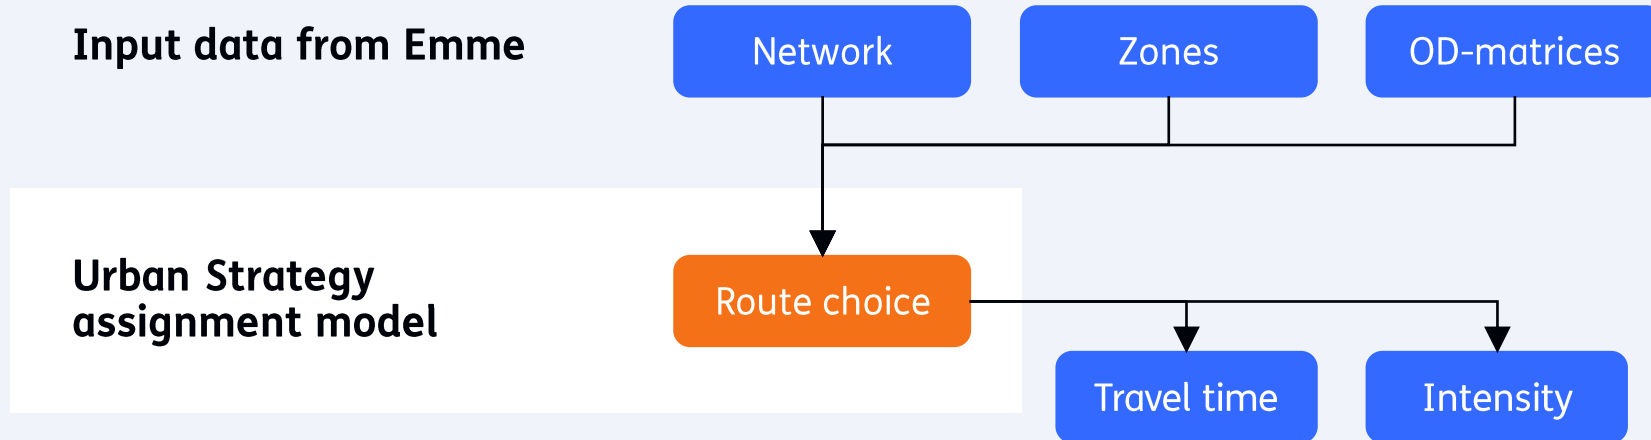 Input data from Emme
Network
Zones
OD-matrices
Urban Strategy
assignment model
Route choice
Travel time
Intensity